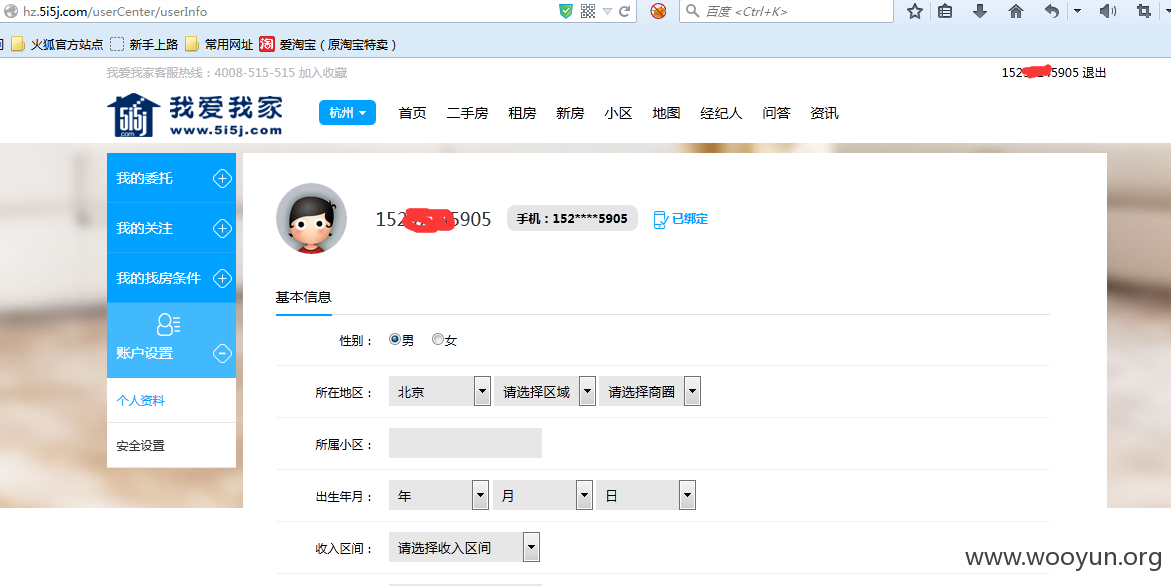 hz.5i5j.com/userCenter/userInfo
百度 <Ctrl+K>
火狐官方站点 新手上路 常用网址 淘 爱淘宝（原淘宝特卖）
我爱我家客服热线：4008-515-515 加入收藏
5905 退出
5i5j .com 我爱我家 www.5i5j.com
杭州 首页 二手房 租房 新房 小区 地图 经纪人 问答 资讯
我的委托
我的关注
我的找房条件
账户设置
个人资料
安全设置
152 5905 手机：152****5905 已绑定
基本信息
性别： 男 女
所在地区： 北京 请选择区域 请选择商圈
所属小区：
出生年月： 年 月 日
收入区间： 请选择收入区间
www.wooyun.org